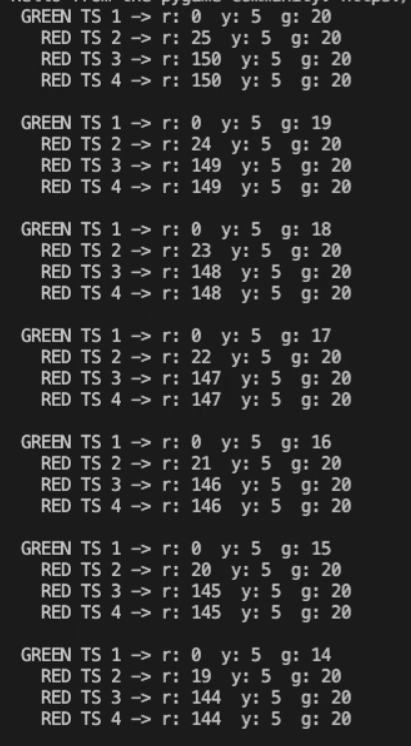 GREEN TS 1 -> r: 0 y: 5 g: 20
RED TS 2 -> r: 25 y: 5 g: 20
RED TS 3 -> r: 150 y: 5 g: 20
RED TS 4 -> r: 150 y: 5 g: 20
GREEN TS 1 -> r: 0 y: 5 g: 19
RED TS 2 -> r: 24 y: 5 g: 20
RED TS 3 -> r: 149 y: 5 g: 20
RED TS 4 -> r: 149 y: 5 g: 20
GREEN TS 1 -> r: 0 y: 5 g: 18
RED TS 2 -> r: 23 y: 5 g: 20
RED TS 3 -> r: 148 y: 5 g: 20
RED TS 4 -> r: 148 y: 5 g: 20
GREEN TS 1 -> r: 0 y: 5 g: 17
RED TS 2 -> r: 22 y: 5 g: 20
RED TS 3 -> r: 147 y: 5 g: 20
RED TS 4 -> r: 147 y: 5 g: 20
GREEN TS 1 -> r: 0 y: 5 g: 16
RED TS 2 -> r: 21 y: 5 g: 20
RED TS 3 -> r: 146 y: 5 g: 20
RED TS 4 -> r: 146 y: 5 g: 20
GREEN TS 1 -> r: 0 y: 5 g: 15
RED TS 2 -> r: 20 y: 5 g: 20
RED TS 3 -> r: 145 y: 5 g: 20
RED TS 4 -> r: 145 y: 5 g: 20
GREEN TS 1 -> r: 0 y: 5 g: 14
RED TS 2 -> r: 19 y: 5 g: 20
RED TS 3 -> r: 144 y: 5 g: 20
RED TS 4 -> r: 144 y: 5 g: 20